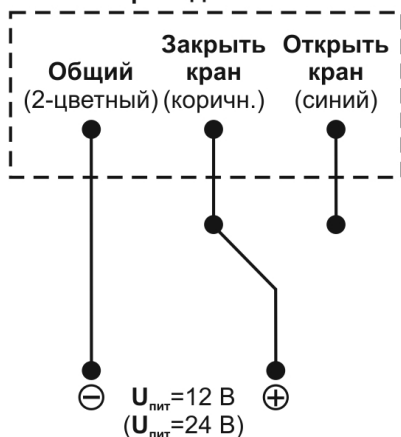 Закрыть Открыть
Общий кран кран
(2-цветный) (коричн.) (синий)
⊖ Uпит=12 В ⊕
(Uпит=24 В)